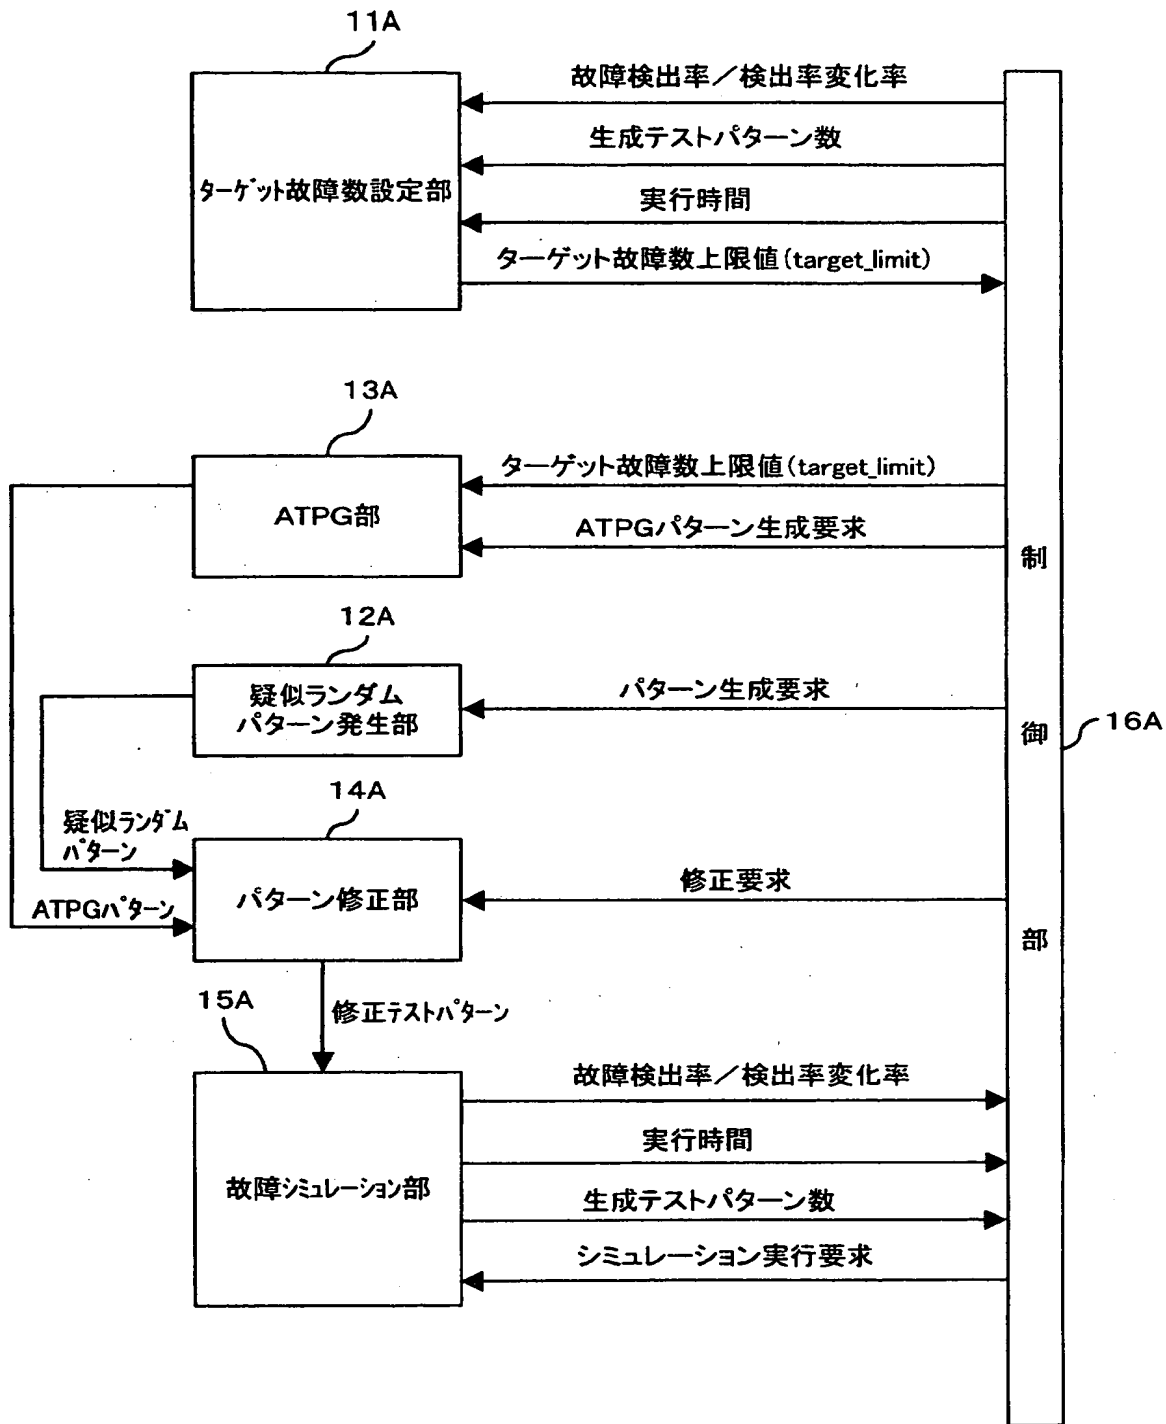 11A
故障検出率／検出率変化率
生成テストパターン数
実行時間
ターゲット故障数設定部
ターゲット故障数上限値(target_limit)
13A
ターゲット故障数上限値(target_limit)
ATPG部
ATPGパターン生成要求
制
12A
疑似ランダム
パターン発生部
パターン生成要求
御
16A
14A
疑似ランダム
パターン
パターン修正部
修正要求
ATPGパターン
部
15A
修正テストパターン
故障検出率／検出率変化率
実行時間
故障シミュレーション部
生成テストパターン数
シミュレーション実行要求